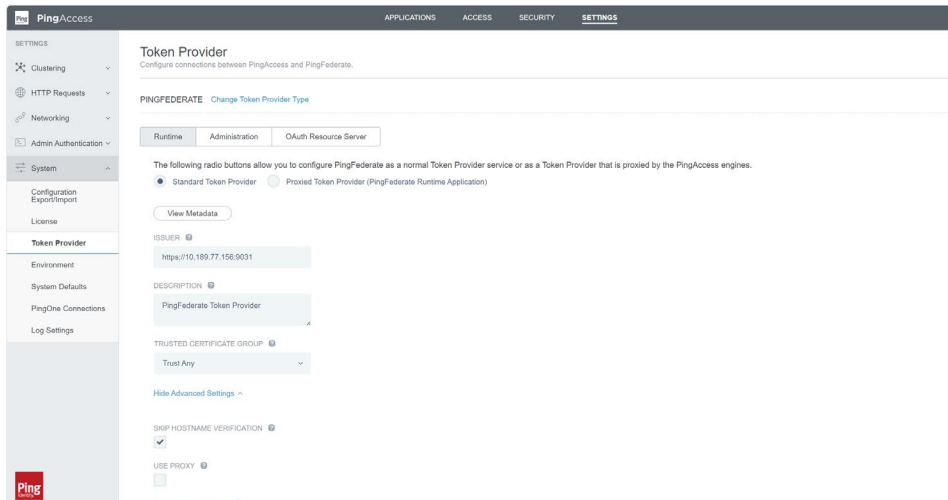 Ping PingAccess
APPLICATIONS ACCESS SECURITY SETTINGS
SETTINGS
Clustering
HTTP Requests
Networking
Admin Authentication
System
Configuration
Export/Import
License
Token Provider
Environment
System Defaults
PingOne Connections
Log Settings
Ping
Identity
Token Provider
Configure connections between PingAccess and PingFederate.
PINGFEDERATE Change Token Provider Type
Runtime Administration OAuth Resource Server
The following radio buttons allow you to configure PingFederate as a normal Token Provider service or as a Token Provider that is proxied by the PingAccess engines.
Standard Token Provider Proxied Token Provider (PingFederate Runtime Application)
View Metadata
ISSUER ?
https://10.189.77.156:9031
DESCRIPTION ?
PingFederate Token Provider
TRUSTED CERTIFICATE GROUP ?
Trust Any
Hide Advanced Settings
SKIP HOSTNAME VERIFICATION ?
USE PROXY ?